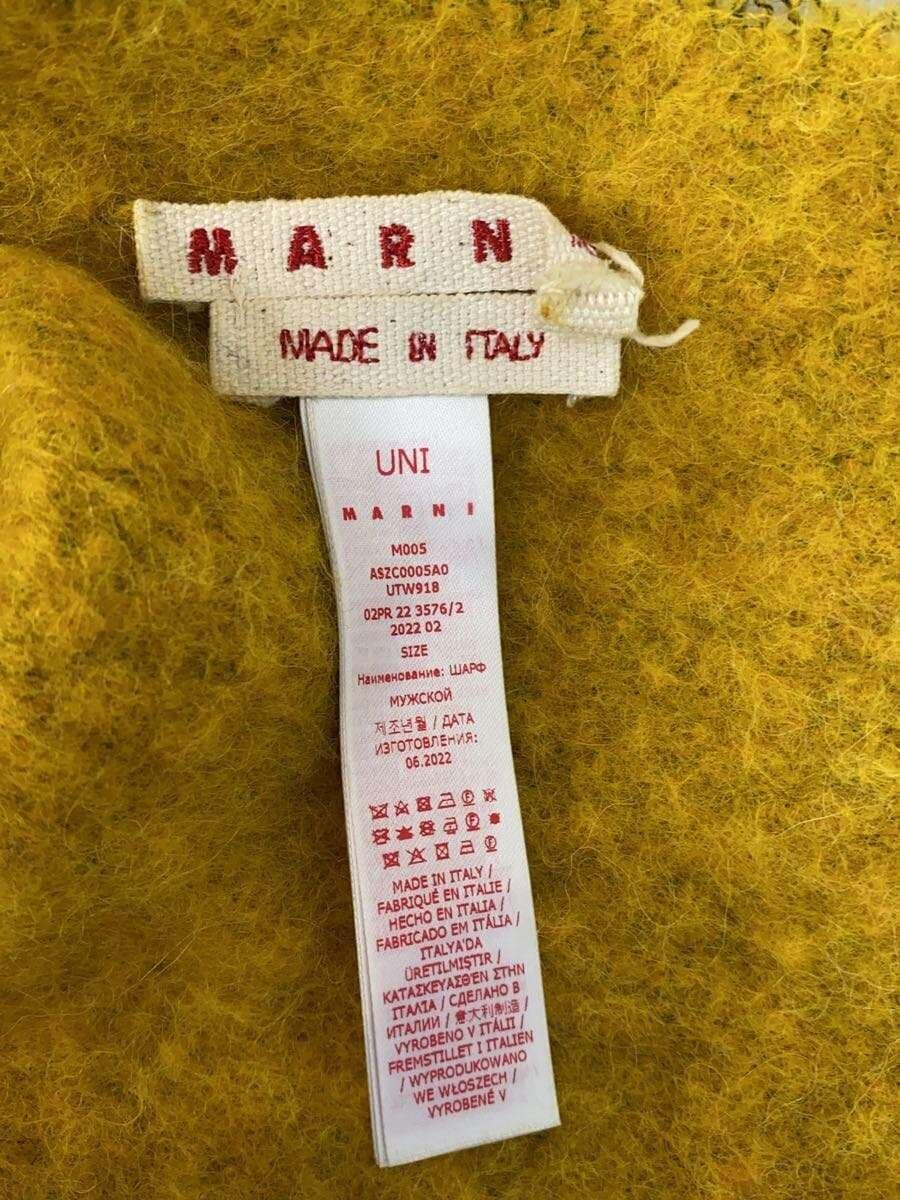 MARN
MADE IN ITALY
UNI
MARNI
M005
ASZC0005A0
UTW918
02PR 22 3576/2
2022 02
SIZE
Наименование: ШАРФ
МУЖСКОЙ
제조년월 / ДАТА
ИЗГОТОВЛЕНИЯ:
06.2022
MADE IN ITALY /
FABRIQUÉ EN ITALIE /
HECHO EN ITALIA /
FABRICADO EM ITÁLIA /
ITALYA'DA
ÜRETILMIŞTIR /
ΚΑΤΑΣΚΕΥΑΣΘΈΝ ΣΤΗΝ
ΙΤΑΛΊΑ / СДЕЛАНО В
ИТАЛИИ / 意大利制造 /
VYROBENO V ITÁLII /
FREMSTILLET I ITALIEN
/ WYPRODUKOWANO
WE WŁOSZECH /
VYROBENÉ V